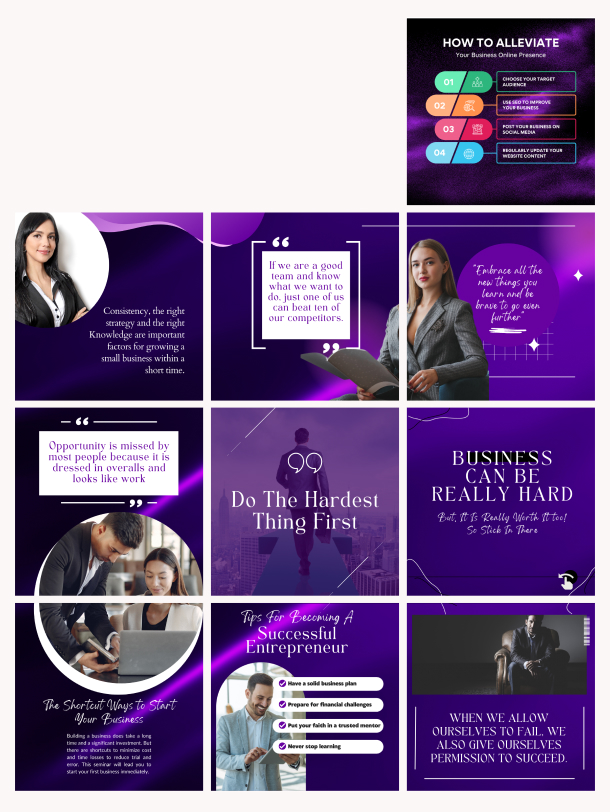 HOW TO ALLEVIATE
Your Business Online Presence
01
CHOOSE YOUR TARGET
AUDIENCE
02
USE SEO TO IMPROVE
YOUR BUSINESS
03
POST YOUR BUSINESS ON
SOCIAL MEDIA
04
REGULARLY UPDATE YOUR
WEBSITE CONTENT
Consistency, the right
strategy and the right
Knowledge are important
factors for growing a
small business within a
short time.
“
If we are a good
team and know
what we want to
do, just one of us
can beat ten of
our competitors.
”
"Embrace all the
new things you
learn and be
brave to go even
further"
“
Opportunity is missed by
most people because it is
dressed in overalls and
looks like work
”
Do The Hardest
Thing First
BUSINESS
CAN BE
REALLY HARD
But, It Is Really Worth It too!
So Stick In There
The Shortcut Ways to Start
Your Business
Building a business does take a long
time and a significant investment. But
there are shortcuts to minimize cost
and time losses to reduce trial and
error. This seminar will lead you to
start your first business immediately.
Tips For Becoming A
Successful
Entrepreneur
Have a solid business plan
Prepare for financial challenges
Put your faith in a trusted mentor
Never stop learning
WHEN WE ALLOW
OURSELVES TO FAIL, WE
ALSO GIVE OURSELVES
PERMISSION TO SUCCEED.